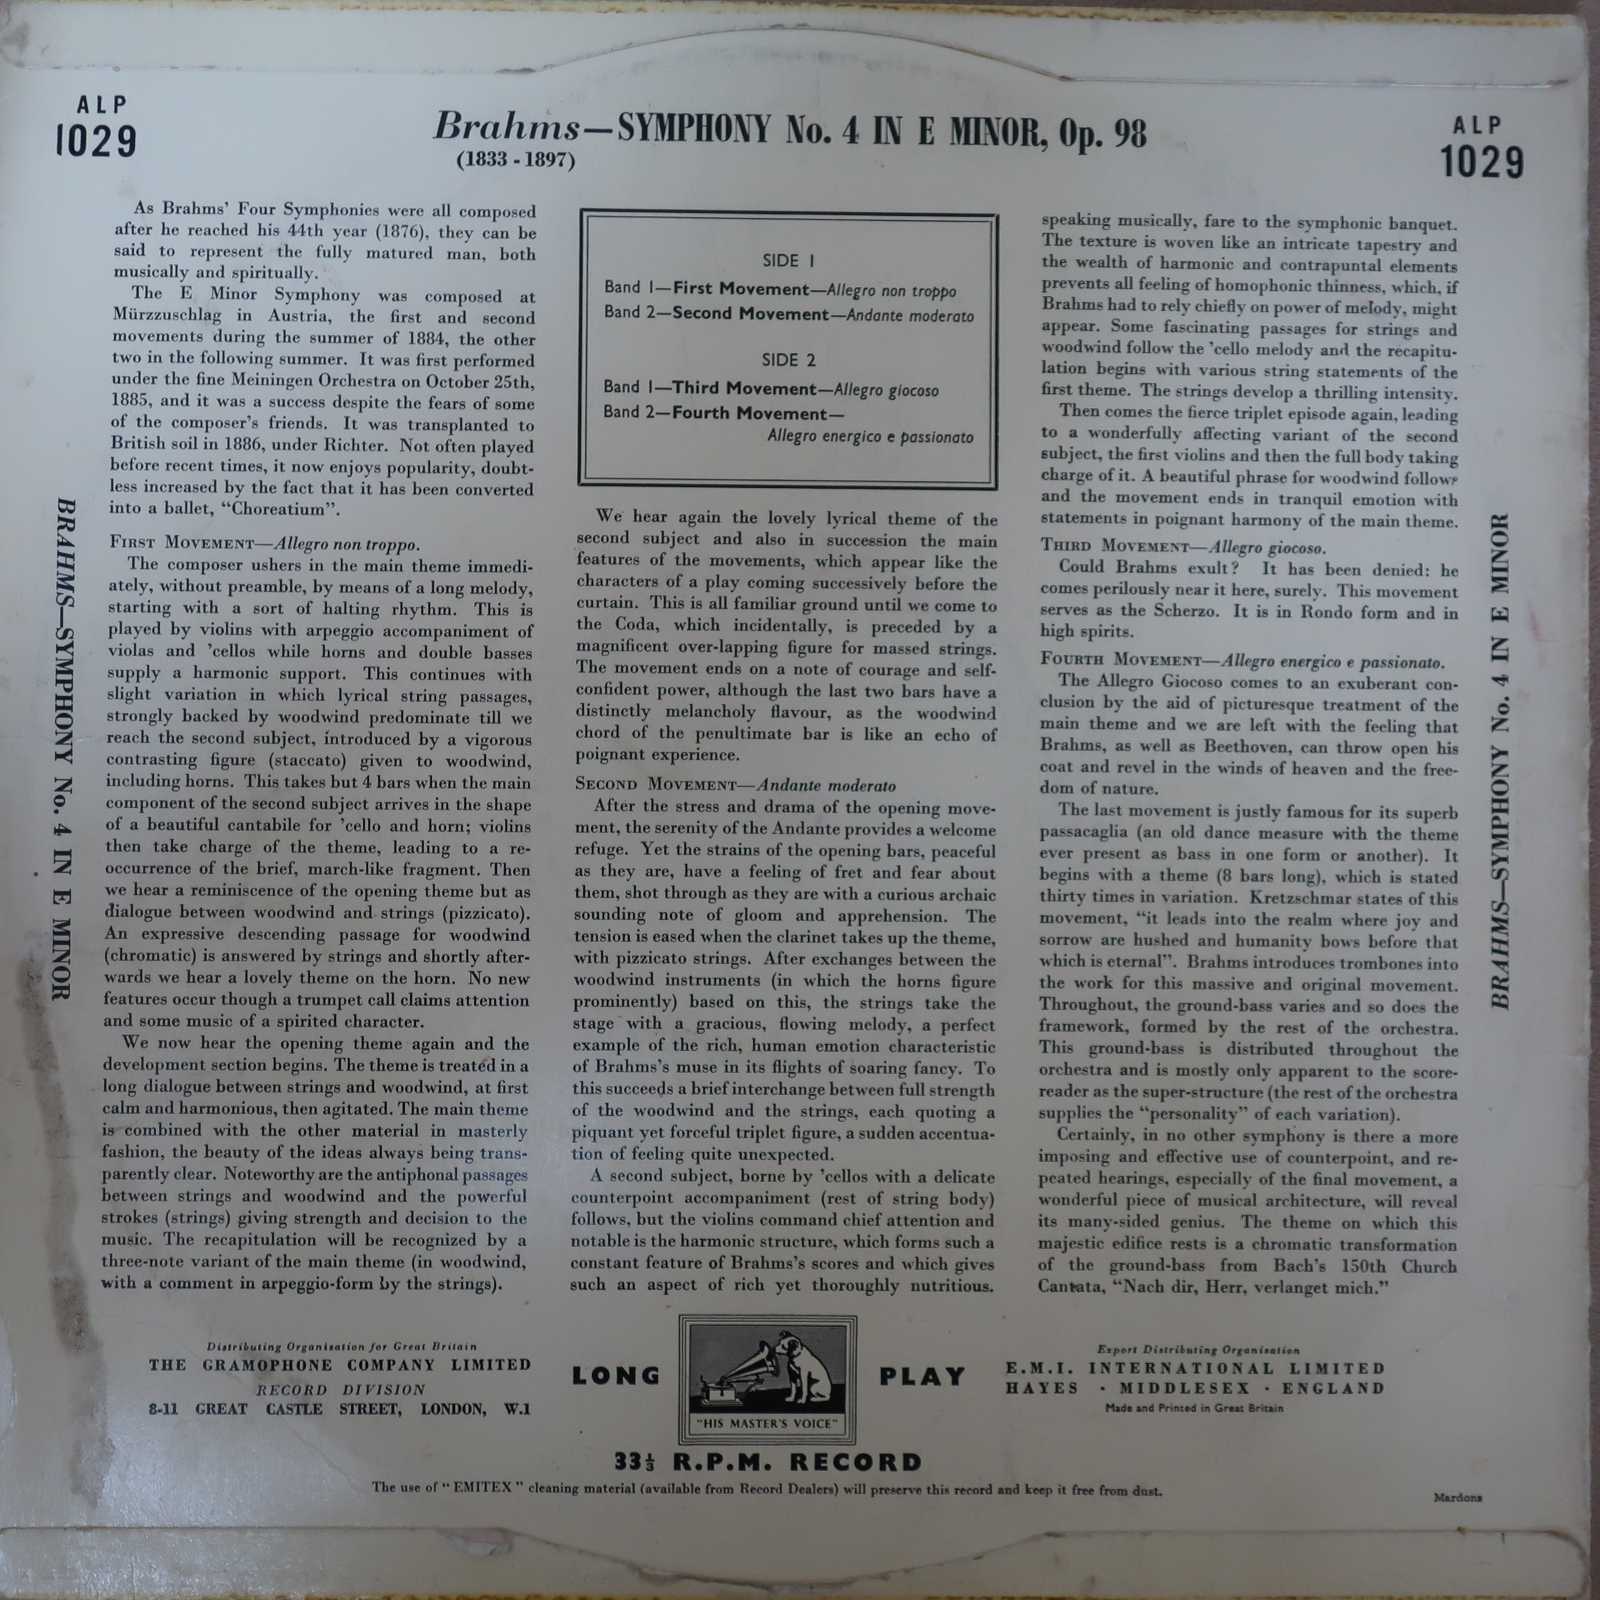 ALP
1029
Brahms—SYMPHONY No. 4 IN E MINOR, Op. 98
(1833 - 1897)
ALP
1029
BRAHMS—SYMPHONY No. 4 IN E MINOR
As Brahms' Four Symphonies were all composed
after he reached his 44th year (1876), they can be
said to represent the fully matured man, both
musically and spiritually.
The E Minor Symphony was composed at
Mürzzuschlag in Austria, the first and second
movements during the summer of 1884, the other
two in the following summer. It was first performed
under the fine Meiningen Orchestra on October 25th,
1885, and it was a success despite the fears of some
of the composer's friends. It was transplanted to
British soil in 1886, under Richter. Not often played
before recent times, it now enjoys popularity, doubt-
less increased by the fact that it has been converted
into a ballet, "Choreatium".
FIRST MOVEMENT—Allegro non troppo.
The composer ushers in the main theme immedi-
ately, without preamble, by means of a long melody,
starting with a sort of halting rhythm. This is
played by violins with arpeggio accompaniment of
violas and 'cellos while horns and double basses
supply a harmonic support. This continues with
slight variation in which lyrical string passages,
strongly backed by woodwind predominate till we
reach the second subject, introduced by a vigorous
contrasting figure (staccato) given to woodwind,
including horns. This takes but 4 bars when the main
component of the second subject arrives in the shape
of a beautiful cantabile for 'cello and horn; violins
then take charge of the theme, leading to a re-
occurrence of the brief, march-like fragment. Then
we hear a reminiscence of the opening theme but as
dialogue between woodwind and strings (pizzicato).
An expressive descending passage for woodwind
(chromatic) is answered by strings and shortly after-
wards we hear a lovely theme on the horn. No new
features occur though a trumpet call claims attention
and some music of a spirited character.
We now hear the opening theme again and the
development section begins. The theme is treated in a
long dialogue between strings and woodwind, at first
calm and harmonious, then agitated. The main theme
is combined with the other material in masterly
fashion, the beauty of the ideas always being trans-
parently clear. Noteworthy are the antiphonal passages
between strings and woodwind and the powerful
strokes (strings) giving strength and decision to the
music. The recapitulation will be recognized by a
three-note variant of the main theme (in woodwind,
with a comment in arpeggio-form by the strings).
SIDE 1
Band 1—First Movement—Allegro non troppo
Band 2—Second Movement—Andante moderato
SIDE 2
Band 1—Third Movement—Allegro giocoso
Band 2—Fourth Movement—
Allegro energico e passionato
We hear again the lovely lyrical theme of the
second subject and also in succession the main
features of the movements, which appear like the
characters of a play coming successively before the
curtain. This is all familiar ground until we come to
the Coda, which incidentally, is preceded by a
magnificent over-lapping figure for massed strings.
The movement ends on a note of courage and self-
confident power, although the last two bars have a
distinctly melancholy flavour, as the woodwind
chord of the penultimate bar is like an echo of
poignant experience.
SECOND MOVEMENT—Andante moderato
After the stress and drama of the opening move-
ment, the serenity of the Andante provides a welcome
refuge. Yet the strains of the opening bars, peaceful
as they are, have a feeling of fret and fear about
them, shot through as they are with a curious archaic
sounding note of gloom and apprehension. The
tension is eased when the clarinet takes up the theme,
with pizzicato strings. After exchanges between the
woodwind instruments (in which the horns figure
prominently) based on this, the strings take the
stage with a gracious, flowing melody, a perfect
example of the rich, human emotion characteristic
of Brahms's muse in its flights of soaring fancy. To
this succeeds a brief interchange between full strength
of the woodwind and the strings, each quoting a
piquant yet forceful triplet figure, a sudden accentua-
tion of feeling quite unexpected.
A second subject, borne by 'cellos with a delicate
counterpoint accompaniment (rest of string body)
follows, but the violins command chief attention and
notable is the harmonic structure, which forms such a
constant feature of Brahms's scores and which gives
such an aspect of rich yet thoroughly nutritious.
speaking musically, fare to the symphonic banquet.
The texture is woven like an intricate tapestry and
the wealth of harmonic and contrapuntal elements
prevents all feeling of homophonic thinness, which, if
Brahms had to rely chiefly on power of melody, might
appear. Some fascinating passages for strings and
woodwind follow the 'cello melody and the recapitu-
lation begins with various string statements of the
first theme. The strings develop a thrilling intensity.
Then comes the fierce triplet episode again, leading
to a wonderfully affecting variant of the second
subject, the first violins and then the full body taking
charge of it. A beautiful phrase for woodwind follows
and the movement ends in tranquil emotion with
statements in poignant harmony of the main theme.
THIRD MOVEMENT—Allegro giocoso.
Could Brahms exult? It has been denied: he
comes perilously near it here, surely. This movement
serves as the Scherzo. It is in Rondo form and in
high spirits.
FOURTH MOVEMENT—Allegro energico e passionato.
The Allegro Giocoso comes to an exuberant con-
clusion by the aid of picturesque treatment of the
main theme and we are left with the feeling that
Brahms, as well as Beethoven, can throw open his
coat and revel in the winds of heaven and the free-
dom of nature.
The last movement is justly famous for its superb
passacaglia (an old dance measure with the theme
ever present as bass in one form or another). It
begins with a theme (8 bars long), which is stated
thirty times in variation. Kretzschmar states of this
movement, "it leads into the realm where joy and
sorrow are hushed and humanity bows before that
which is eternal". Brahms introduces trombones into
the work for this massive and original movement.
Throughout, the ground-bass varies and so does the
framework, formed by the rest of the orchestra.
This ground-bass is distributed throughout the
orchestra and is mostly only apparent to the score-
reader as the super-structure (the rest of the orchestra
supplies the "personality" of each variation).
Certainly, in no other symphony is there a more
imposing and effective use of counterpoint, and re-
peated hearings, especially of the final movement, a
wonderful piece of musical architecture, will reveal
its many-sided genius. The theme on which this
majestic edifice rests is a chromatic transformation
of the ground-bass from Bach's 150th Church
Cantata, "Nach dir, Herr, verlanget mich."
BRAHMS—SYMPHONY No. 4 IN E MINOR
Distributing Organisation for Great Britain
THE GRAMOPHONE COMPANY LIMITED
RECORD DIVISION
8-11 GREAT CASTLE STREET, LONDON, W.1
LONG PLAY
"HIS MASTER'S VOICE"
33⅓ R.P.M. RECORD
Export Distributing Organisation
E.M.I. INTERNATIONAL LIMITED
HAYES · MIDDLESEX · ENGLAND
Made and Printed in Great Britain
The use of "EMITEX" cleaning material (available from Record Dealers) will preserve this record and keep it free from dust.
Mardons